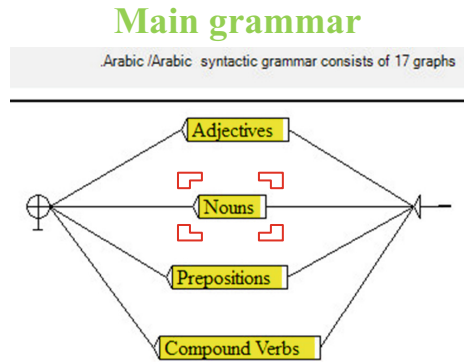 Main grammar
.Arabic /Arabic syntactic grammar consists of 17 graphs
Adjectives
Nouns
Prepositions
Compound Verbs